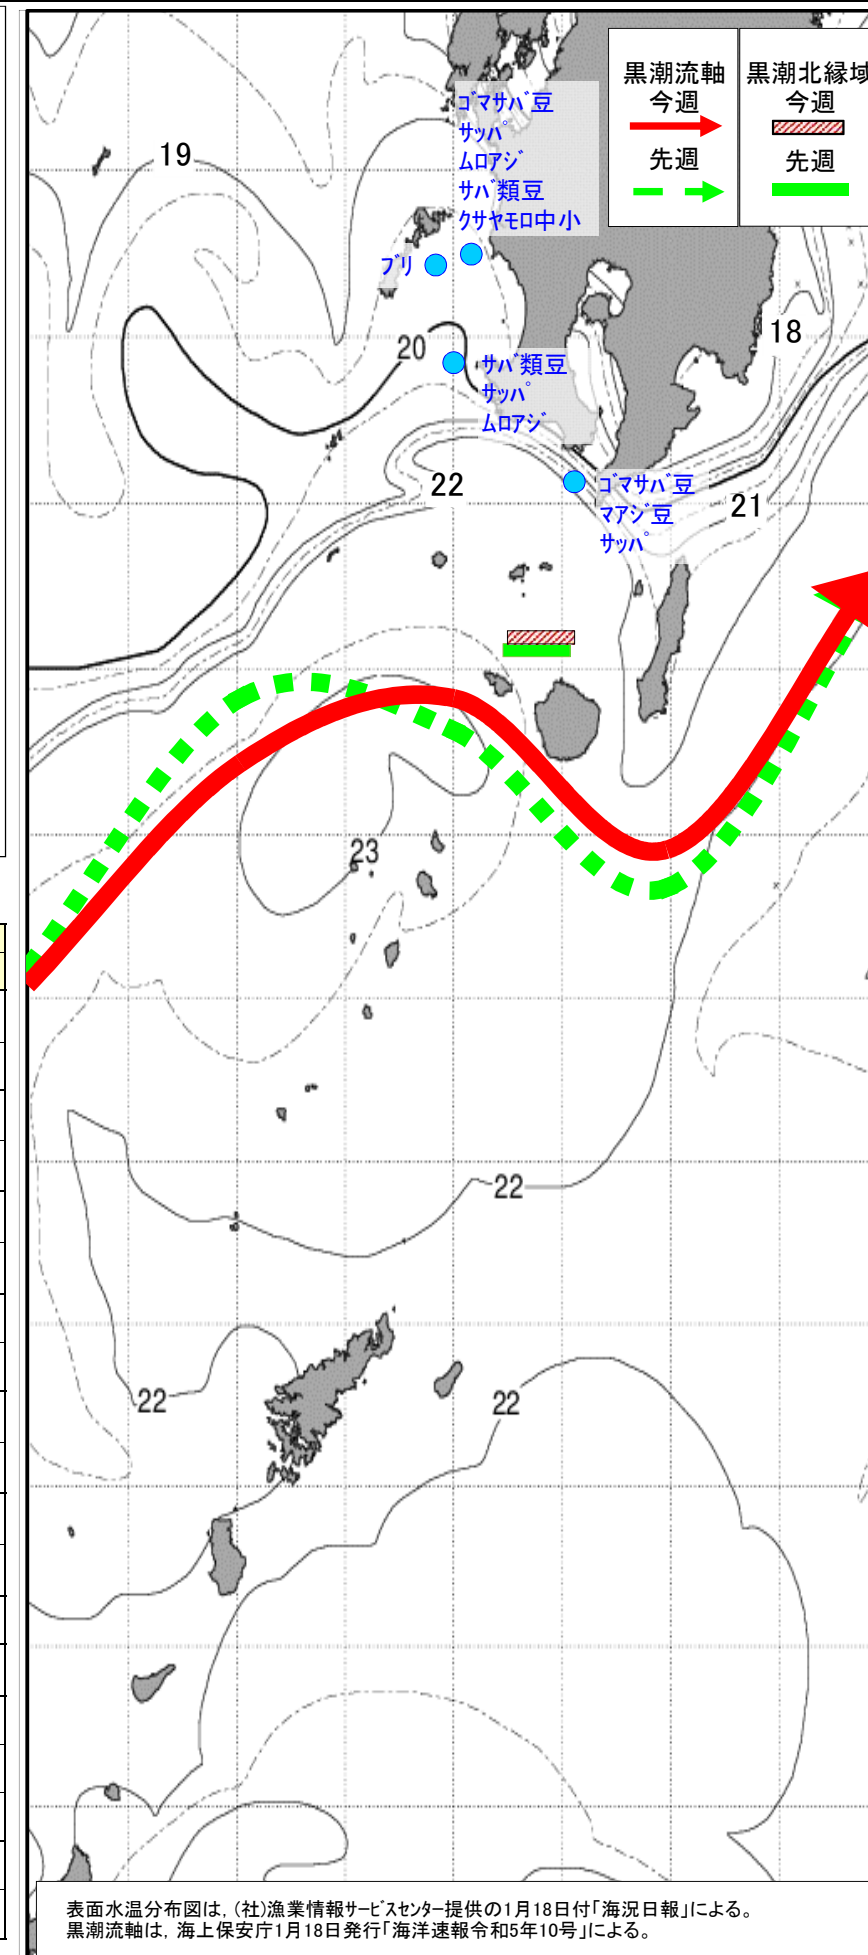 黒潮流軸
今週
先週
黒潮北縁域
今週
先週
ｺﾞﾏｻﾊﾞ豆
ｻｯﾊﾟ
ﾑﾛｱｼﾞ
ｻﾊﾞ類豆
ｸｻﾔﾓﾛ中小
19
ﾌﾞﾘ
18
20
ｻﾊﾞ類豆
ｻｯﾊﾟ
ﾑﾛｱｼﾞ
22
ｺﾞﾏｻﾊﾞ豆
ﾏｱｼﾞ豆
ｻｯﾊﾟ
21
23
22
22
22
表面水温分布図は，(社)漁業情報ｻｰﾋﾞｽｾﾝﾀｰ提供の1月18日付「海況日報」による。
黒潮流軸は，海上保安庁1月18日発行「海洋速報令和5年10号」による。